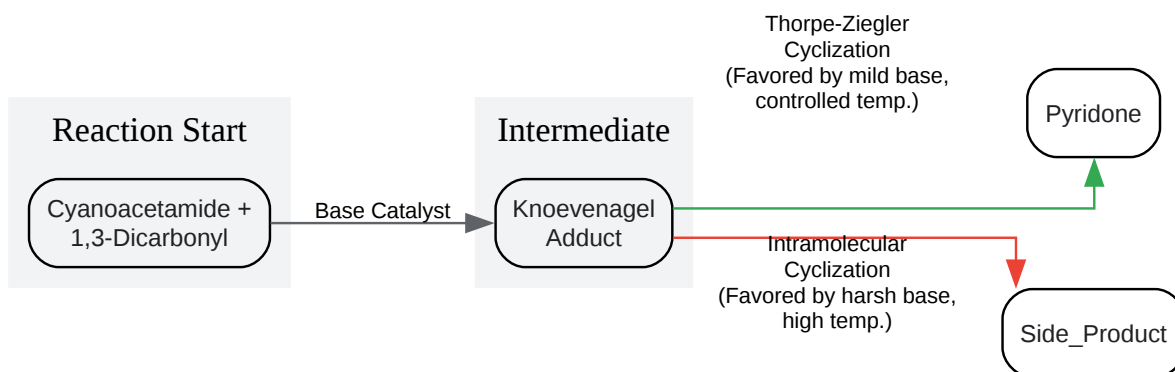 Reaction Start
Cyanoacetamide +
1,3-Dicarbonyl
Base Catalyst
Intermediate
Knoevenagel
Adduct
Thorpe-Ziegler
Cyclization
(Favored by mild base,
controlled temp.)
Pyridone
Intramolecular
Cyclization
(Favored by harsh base,
high temp.)
Side_Product